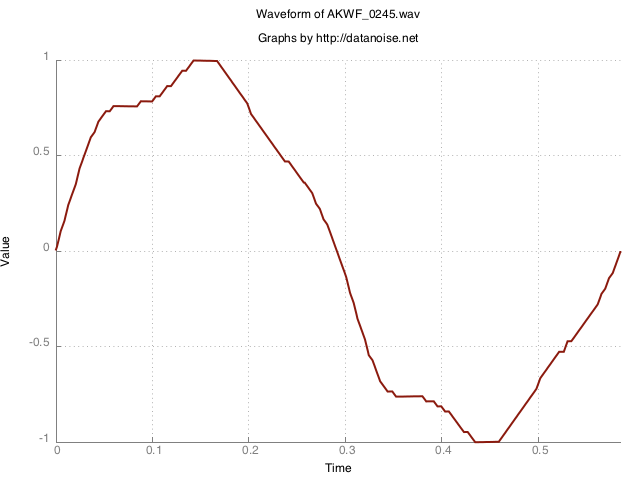 Waveform of AKWF_0245.wav
Graphs by http://datanoise.net
1
0.5
0
-0.5
-1
Value
0 0.1 0.2 0.3 0.4 0.5
Time